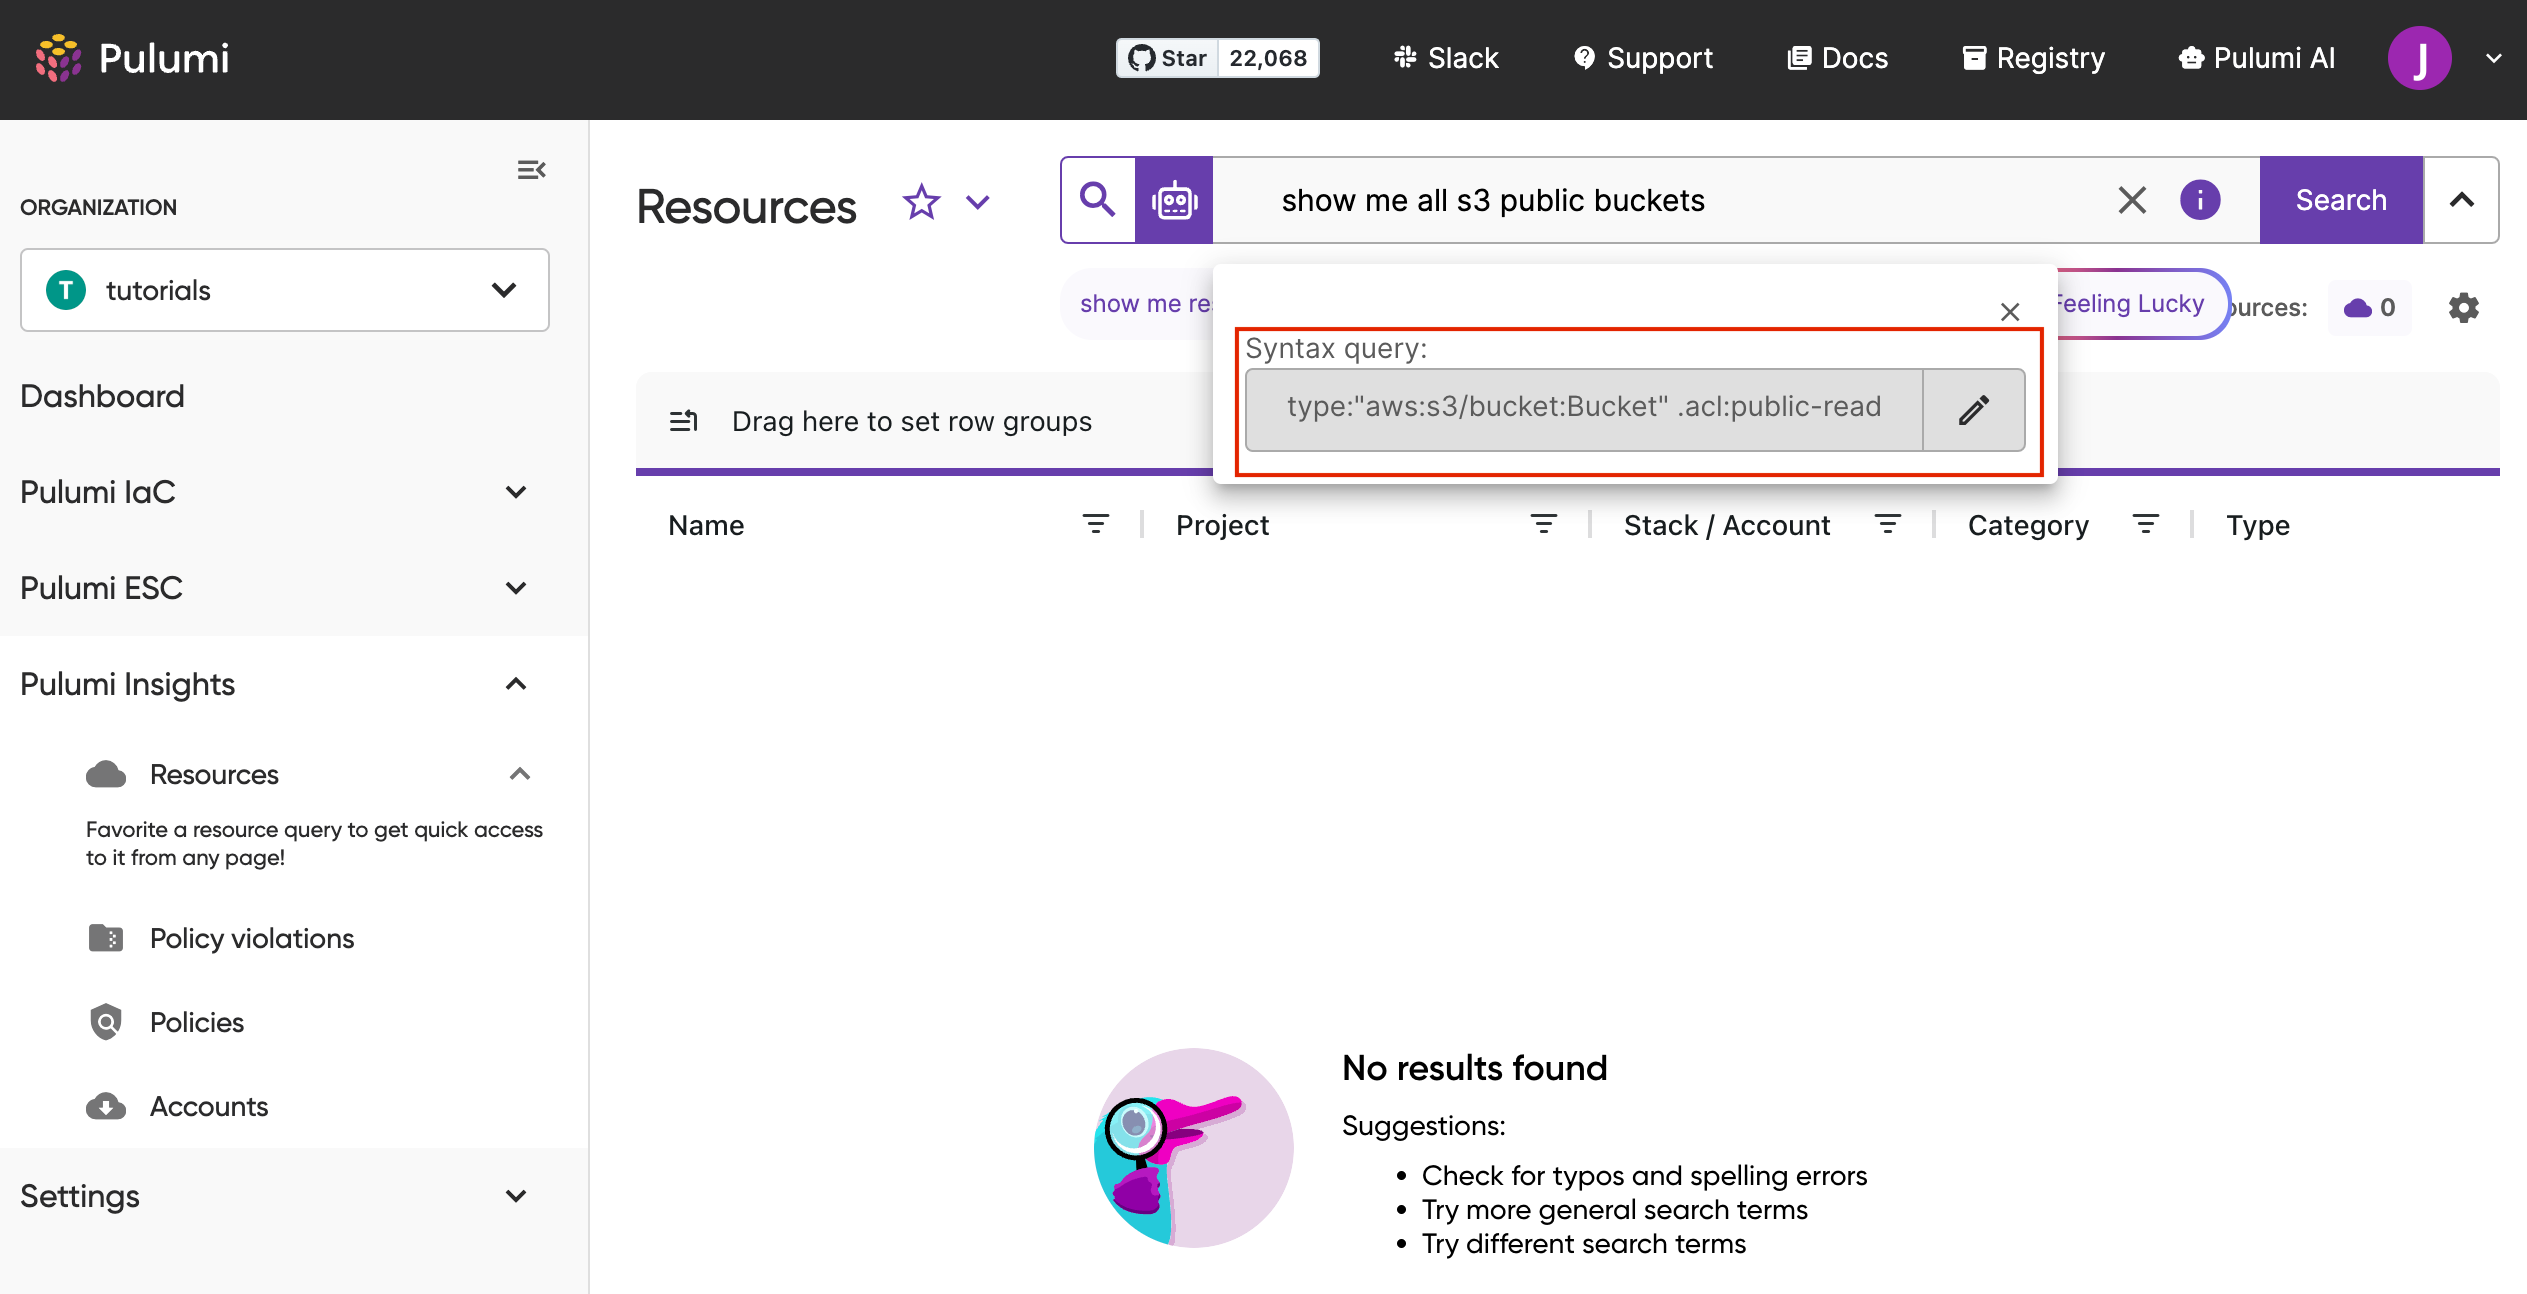 Pulumi
Star 22,068
Slack
Support
Docs
Registry
Pulumi AI
J
ORGANIZATION
T tutorials
Dashboard
Pulumi IaC
Pulumi ESC
Pulumi Insights
Resources
Favorite a resource query to get quick access
to it from any page!
Policy violations
Policies
Accounts
Settings
Resources
show me all s3 public buckets
i
Search
show me res
Feeling Lucky
ources:
0
Syntax query:
type:"aws:s3/bucket:Bucket" .acl:public-read
Drag here to set row groups
Name
Project
Stack / Account
Category
Type
No results found
Suggestions:
• Check for typos and spelling errors
• Try more general search terms
• Try different search terms